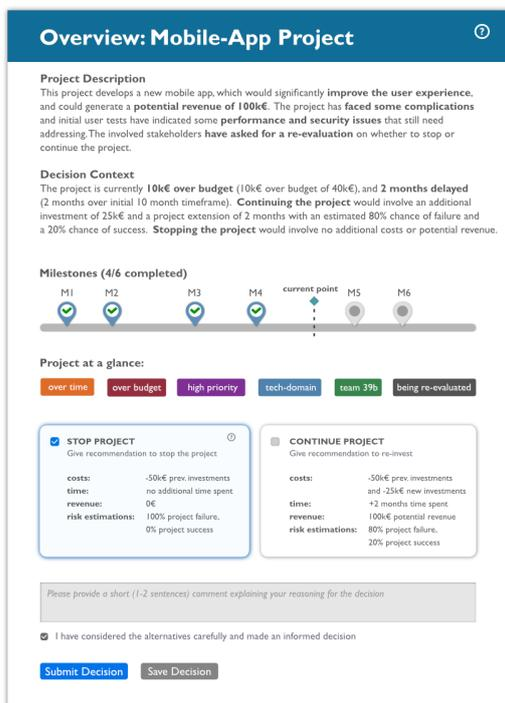 Overview: Mobile-App Project
?
Project Description
This project develops a new mobile app, which would significantly improve the user experience,
and could generate a potential revenue of 100k€. The project has faced some complications
and initial user tests have indicated some performance and security issues that still need
addressing. The involved stakeholders have asked for a re-evaluation on whether to stop or
continue the project.
Decision Context
The project is currently 10k€ over budget (10k€ over budget of 40k€), and 2 months delayed
(2 months over initial 10 month timeframe). Continuing the project would involve an additional
investment of 25k€ and a project extension of 2 months with an estimated 80% chance of failure and
a 20% chance of success. Stopping the project would involve no additional costs or potential revenue.
Milestones (4/6 completed)
M1 M2 M3 M4 current point M5 M6
Project at a glance:
over time over budget high priority tech-domain team 39b being re-evaluated
STOP PROJECT ?
Give recommendation to stop the project
costs: -50k€ prev. investments
time: no additional time spent
revenue: 0€
risk estimations: 100% project failure,
0% project success
CONTINUE PROJECT
Give recommendation to re-invest
costs: -50k€ prev. investments
and -25k€ new investments
time: +2 months time spent
revenue: 100k€ potential revenue
risk estimations: 80% project failure,
20% project success
Please provide a short (1-2 sentences) comment explaining your reasoning for the decision
I have considered the alternatives carefully and made an informed decision
Submit Decision Save Decision